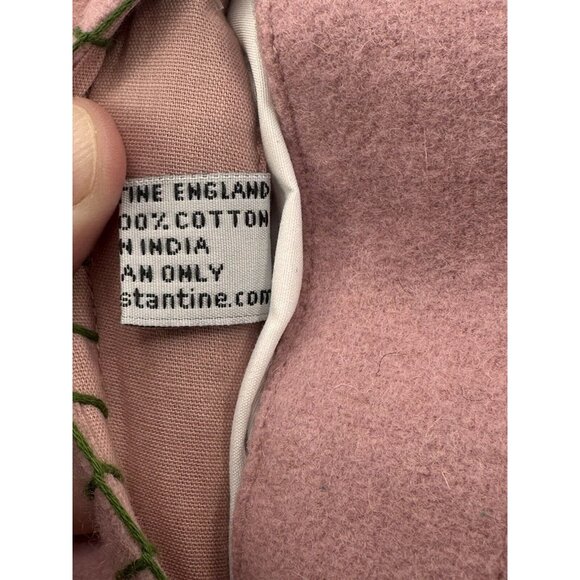 TINE ENGLAND
00% COTTON
N INDIA
AN ONLY
stantine.com